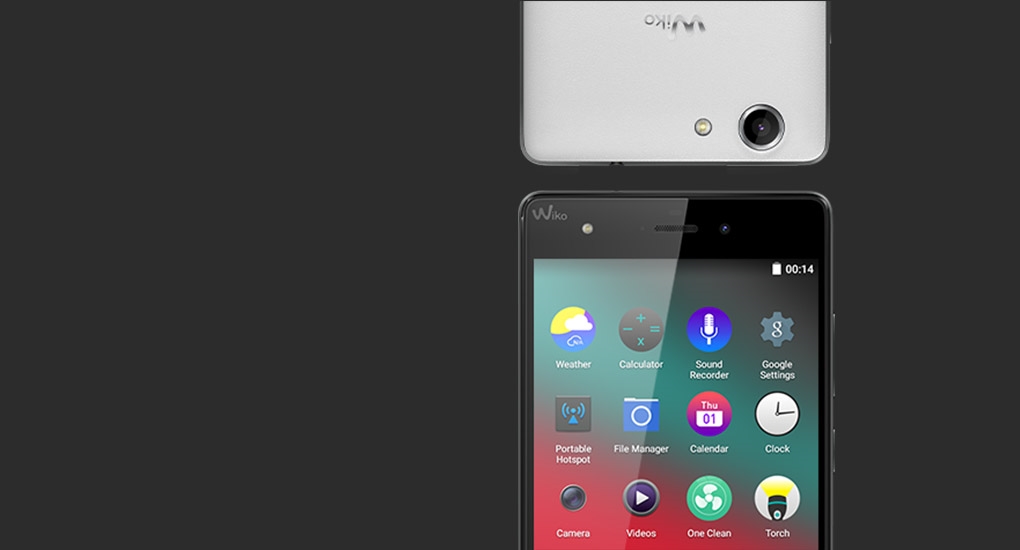 Wiko
Wiko
00:14
N/A
Weather
Calculator
Sound
Recorder
Google
Settings
8
Thu
01
Portable
Hotspot
File Manager
Calendar
Clock
Camera
Videos
One Clean
Torch